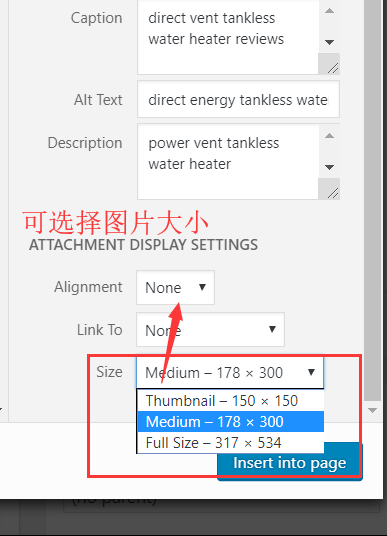 Caption
direct vent tankless
water heater reviews
Alt Text
direct energy tankless wate
Description
power vent tankless
water heater
可选择图片大小
ATTACHMENT DISPLAY SETTINGS
Alignment
None
Link To
None
Size
Medium – 178 × 300
Thumbnail – 150 × 150
Medium – 178 × 300
Full Size – 317 × 534
Insert into page
(no parent)